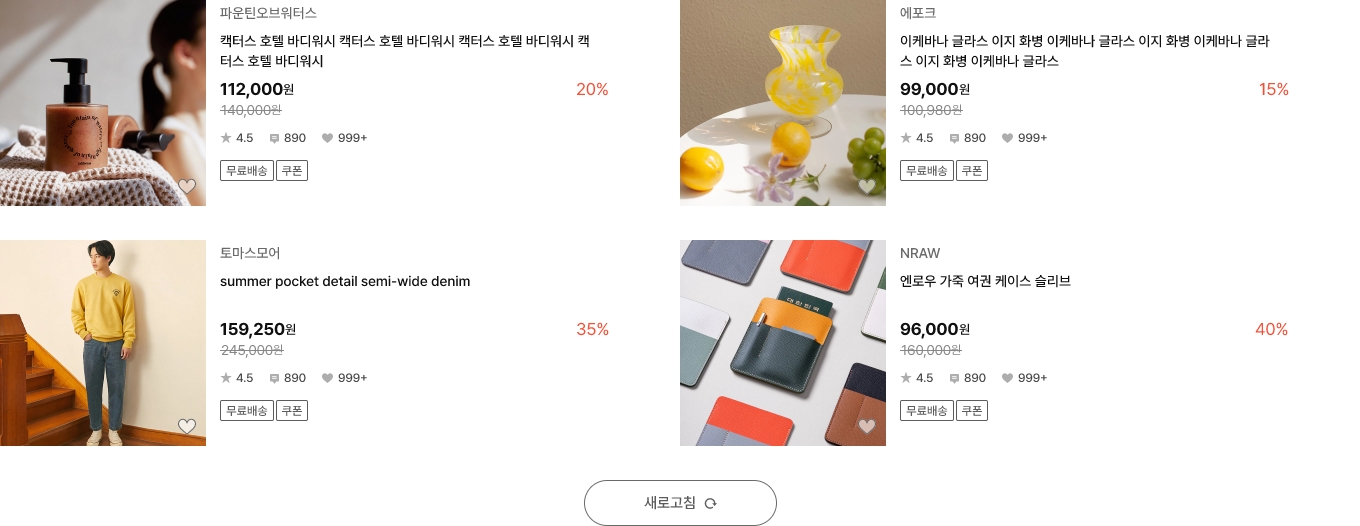 파운틴오브워터스
캑터스 호텔 바디워시 캑터스 호텔 바디워시 캑터스 호텔 바디워시 캑
터스 호텔 바디워시
112,000원
20%
140,000원
4.5 890 999+
무료배송 쿠폰
에포크
이케바나 글라스 이지 화병 이케바나 글라스 이지 화병 이케바나 글라
스 이지 화병 이케바나 글라스
99,000원
15%
100,980원
4.5 890 999+
무료배송 쿠폰
토마스모어
summer pocket detail semi-wide denim
159,250원
35%
245,000원
4.5 890 999+
무료배송 쿠폰
NRAW
엔로우 가죽 여권 케이스 슬리브
96,000원
40%
160,000원
4.5 890 999+
무료배송 쿠폰
새로고침